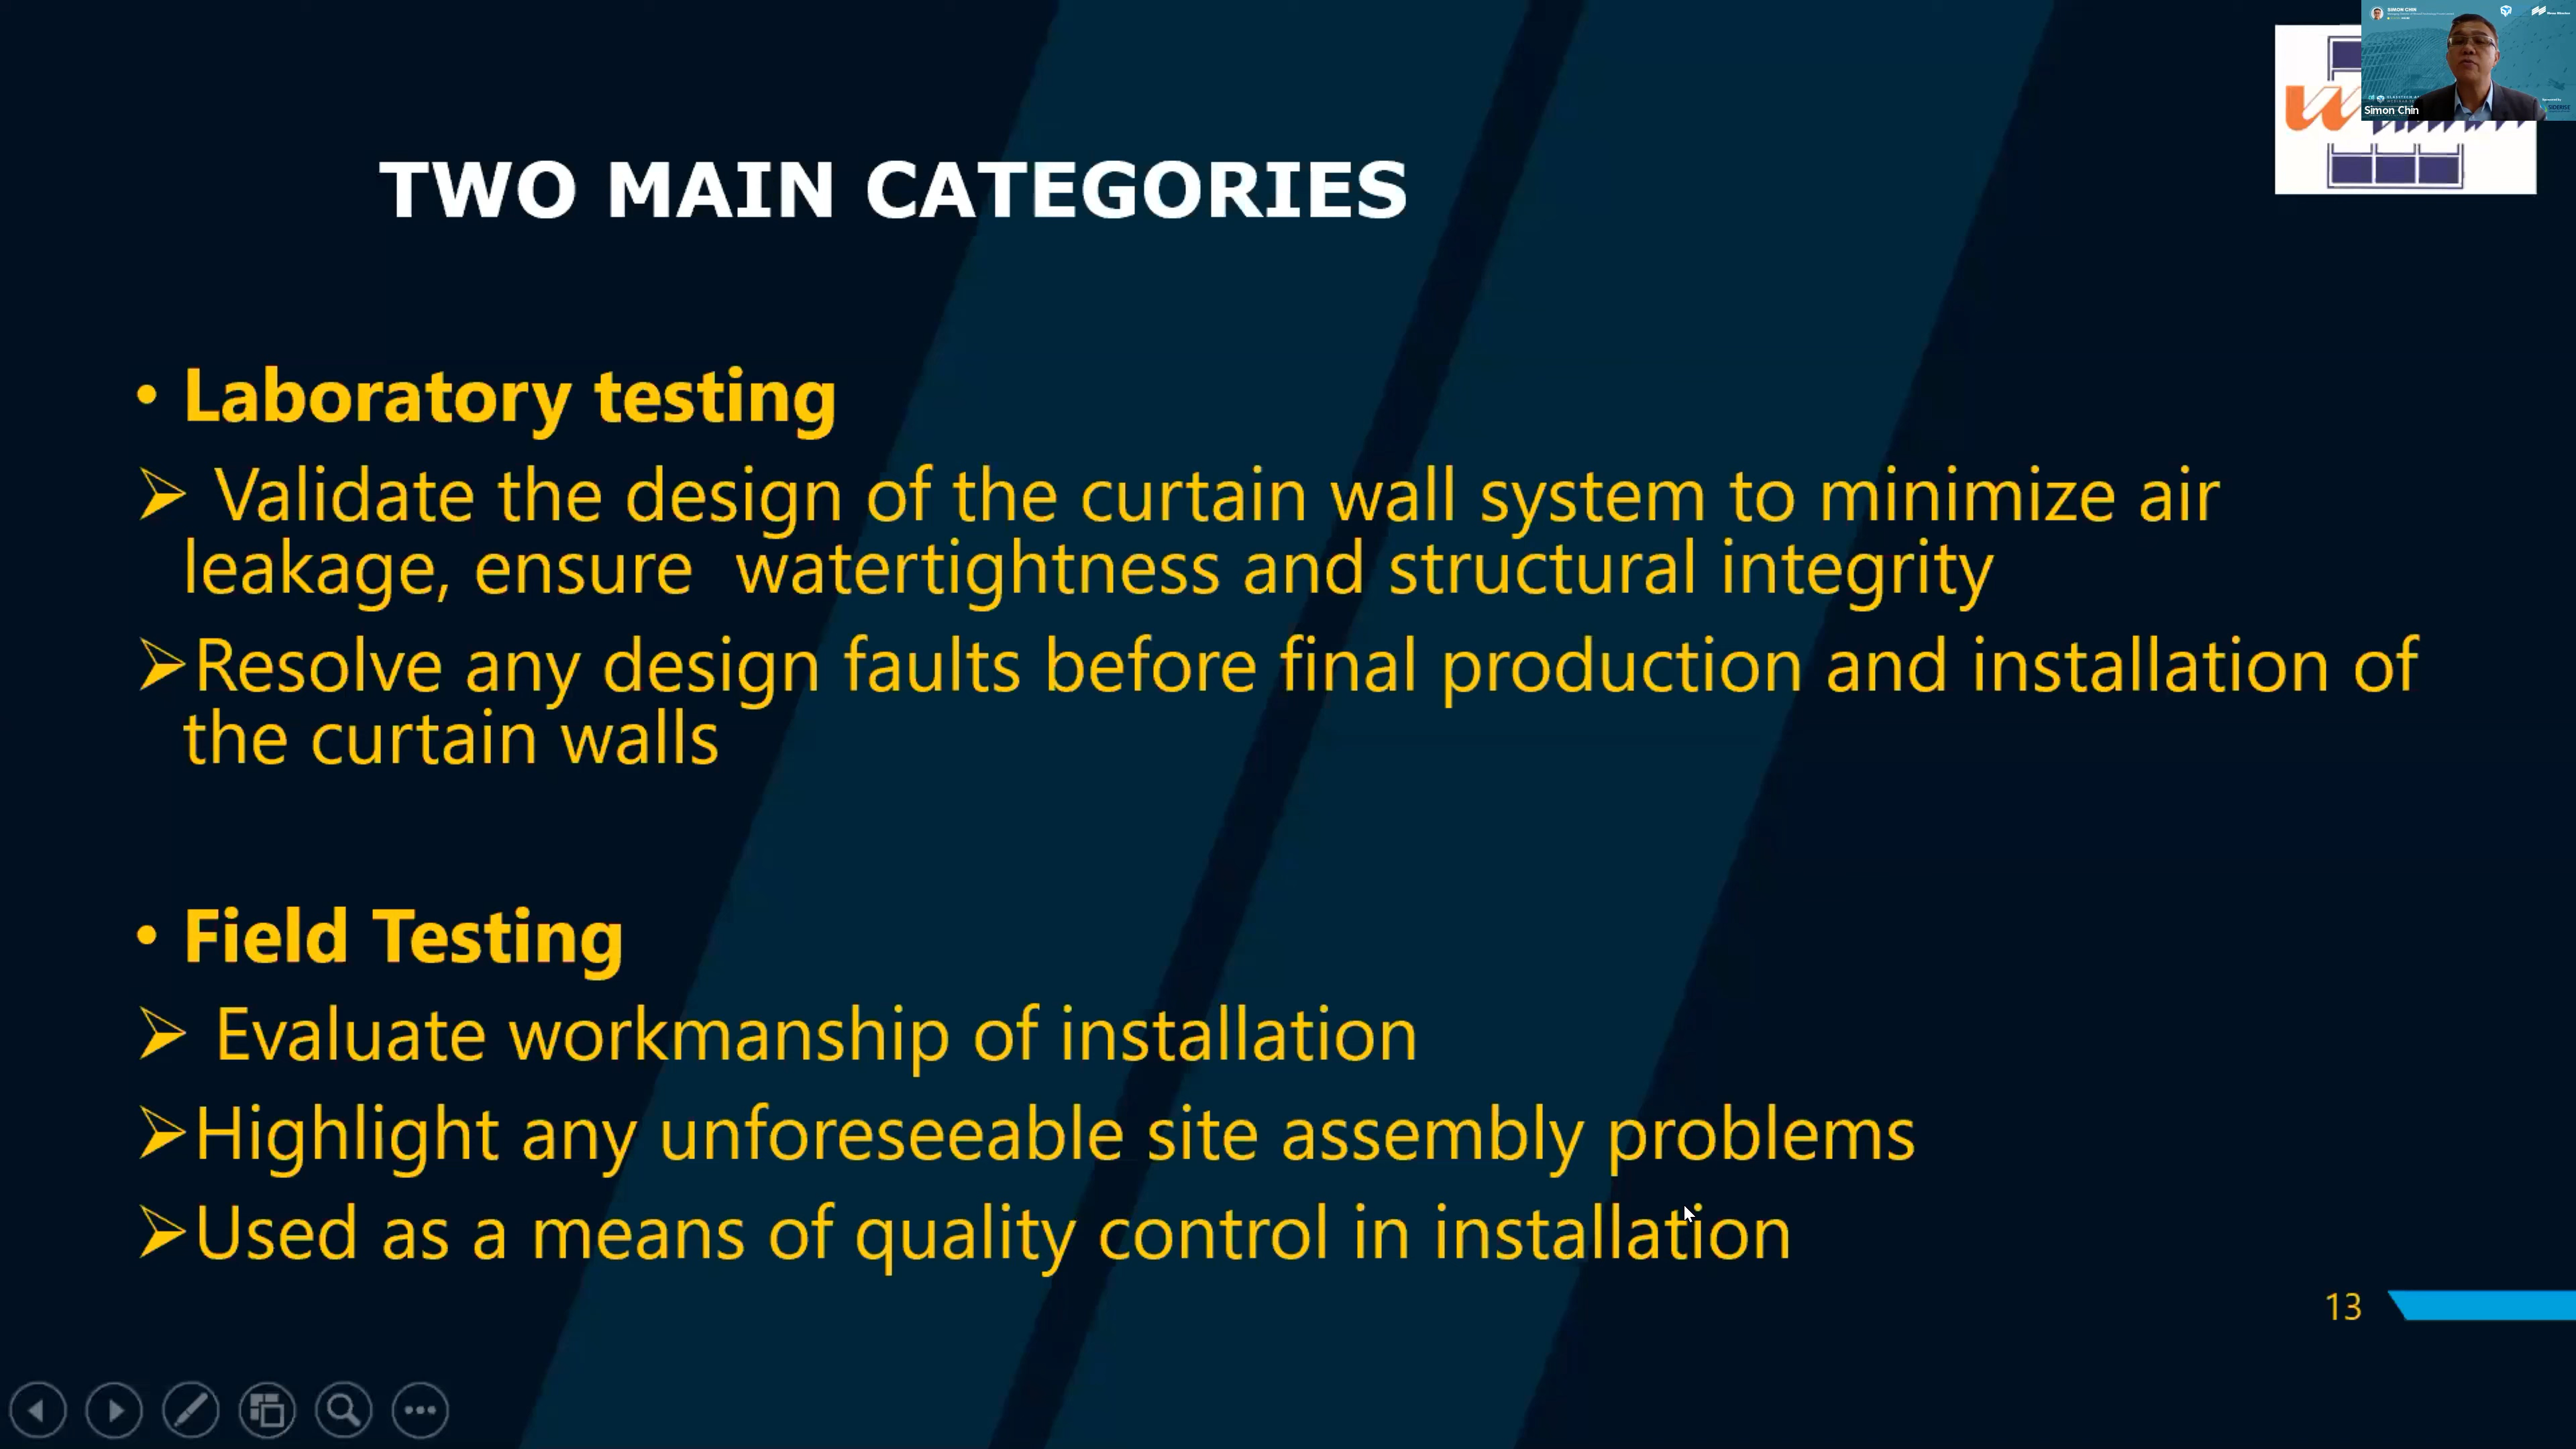 SIMON CHIN
Simon Chin
TWO MAIN CATEGORIES
• Laboratory testing
➢ Validate the design of the curtain wall system to minimize air
leakage, ensure  watertightness and structural integrity
➢Resolve any design faults before final production and installation of
the curtain walls
• Field Testing
➢ Evaluate workmanship of installation
➢Highlight any unforeseeable site assembly problems
➢Used as a means of quality control in installation
13